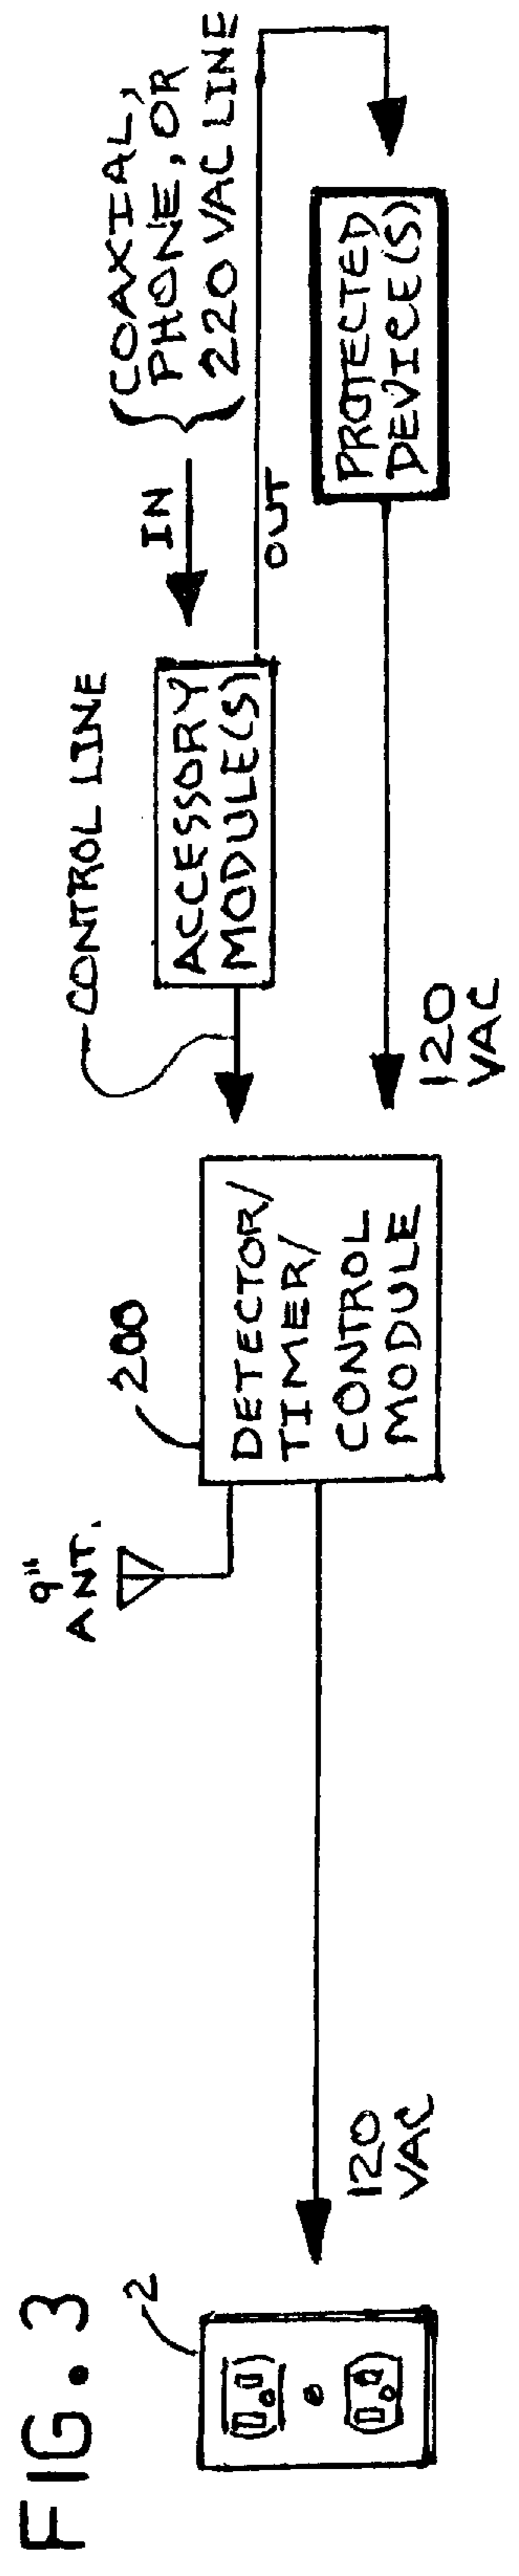 FIG. 3
2
120
VAC
9"
ANT.
200
DETECTOR/
TIMER/
CONTROL
MODULE
CONTROL LINE
120
VAC
ACCESSORY
MODULE(S)
IN
OUT
COAXIAL,
PHONE, OR
220 VAC LINE
PROTECTED
DEVICE(S)